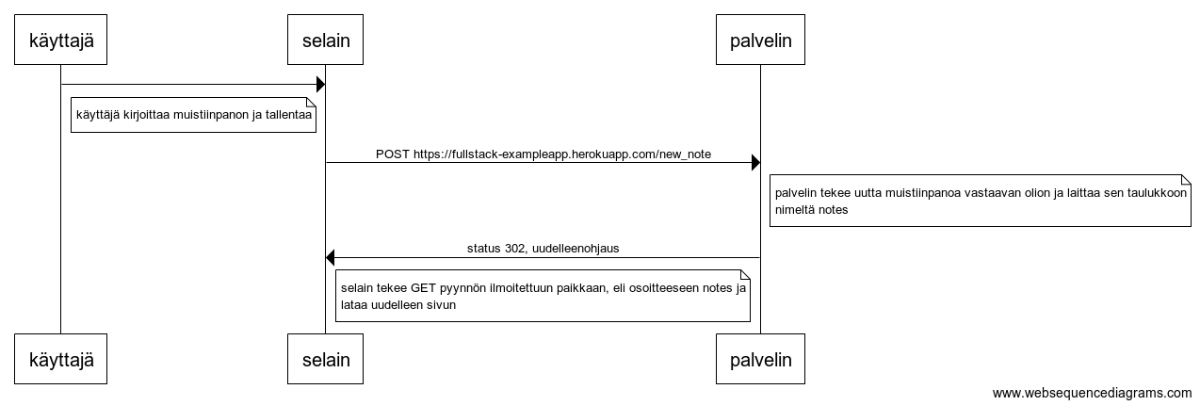 käyttajä
selain
palvelin
käyttäjä kirjoittaa muistiinpanon ja tallentaa
POST https://fullstack-exampleapp.herokuapp.com/new_note
palvelin tekee uutta muistiinpanoa vastaavan olion ja laittaa sen taulukkoon
nimeltä notes
status 302, uudelleenohjaus
selain tekee GET pyynnön ilmoitettuun paikkaan, eli osoitteeseen notes ja
lataa uudelleen sivun
käyttajä
selain
palvelin
www.websequencediagrams.com